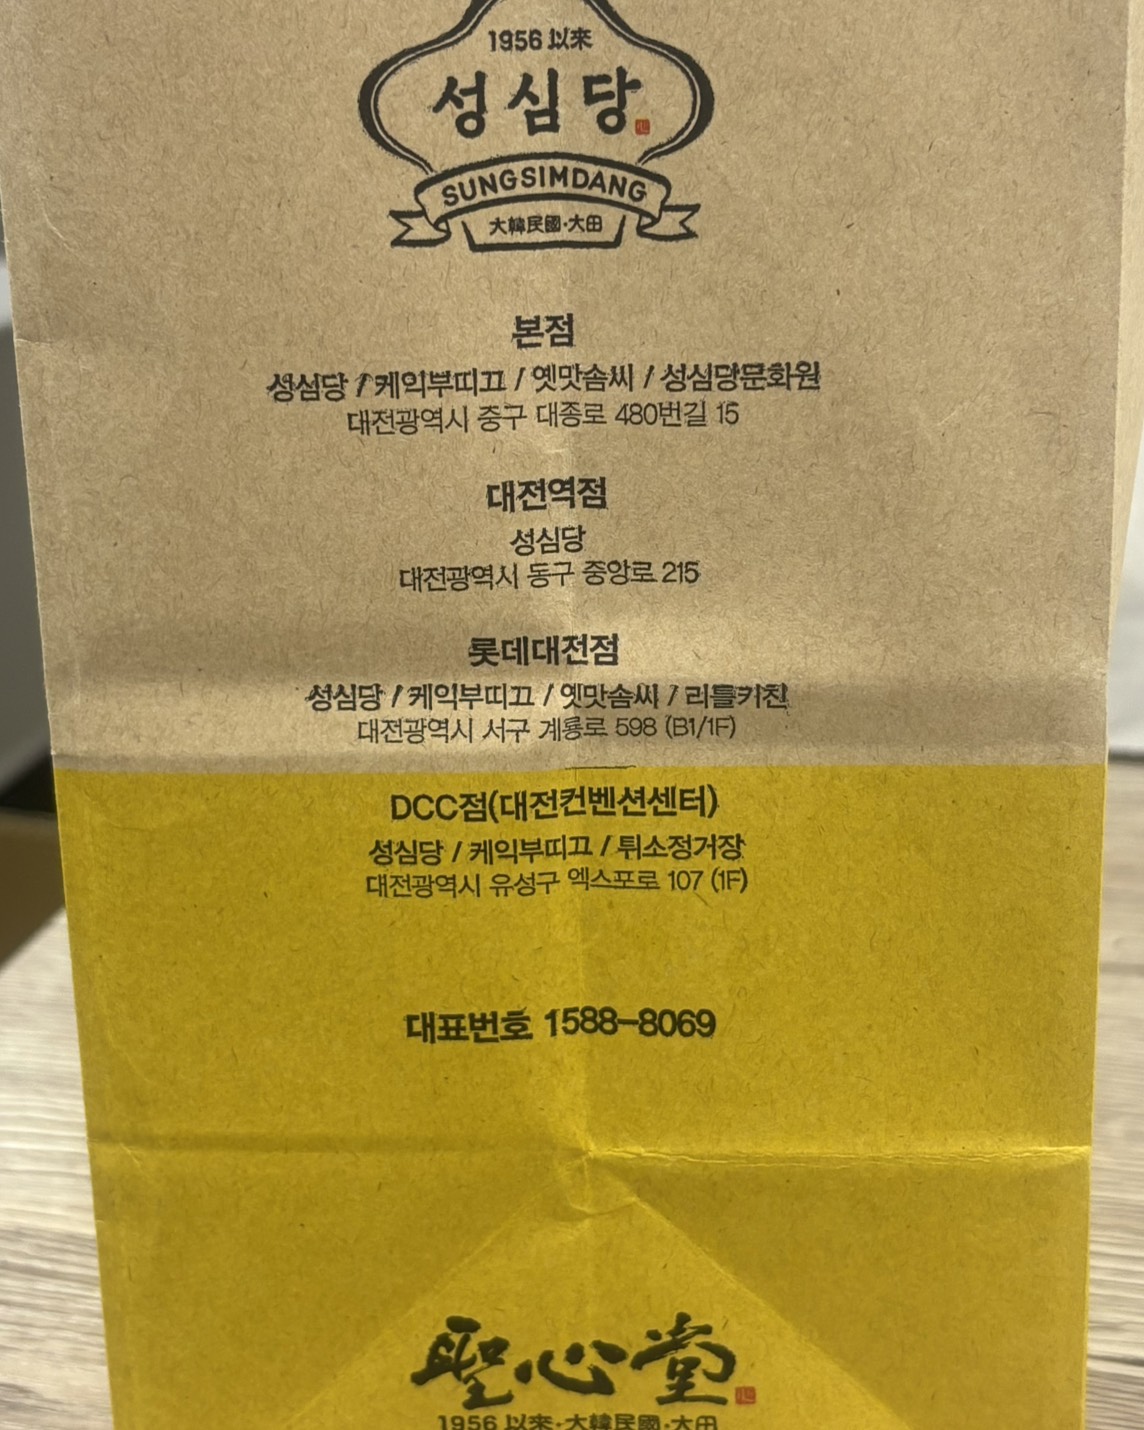 1956 以來
성심당
SUNGSIMDANG
大韓民國·大田
본점
성심당 / 케익부띠끄 / 옛맛솜씨 / 성심당문화원
대전광역시 중구 대종로 480번길 15
대전역점
성심당
대전광역시 동구 중앙로 215
롯데대전점
성심당 / 케익부띠끄 / 옛맛솜씨 / 리틀키친
대전광역시 서구 계룡로 598 (B1/1F)
DCC점(대전컨벤션센터)
성심당 / 케익부띠끄 / 튀소정거장
대전광역시 유성구 엑스포로 107 (1F)
대표번호 1588-8069
聖心堂
1956 以來·大韓民國·大田